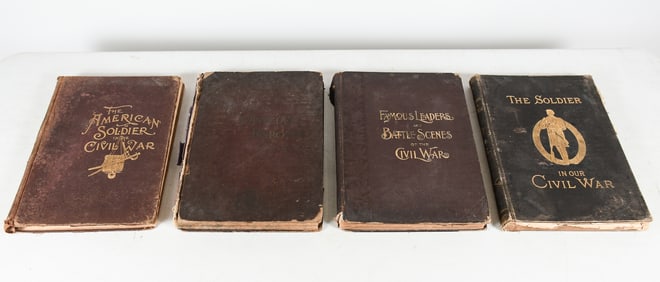 THE
AMERICAN
SOLDIER
IN THE
CIVIL WAR
FAMOUS LEADERS
AND
BATTLE SCENES
OF THE
CIVIL WAR
THE SOLDIER
IN OUR
CIVIL WAR